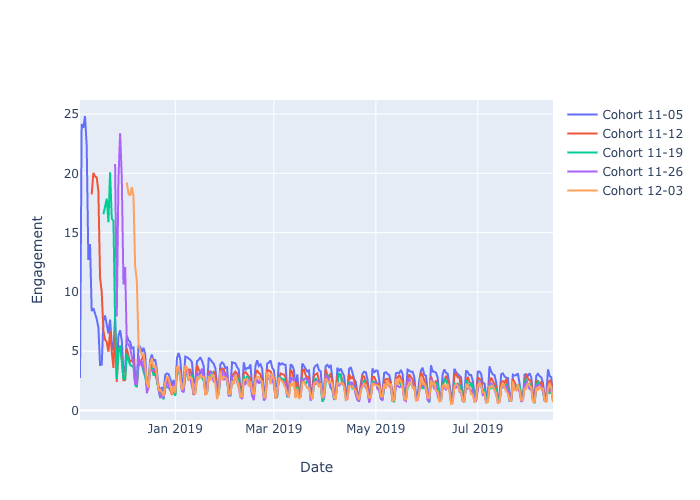 25
20
15
10
5
0
Engagement
Jan 2019
Mar 2019
May 2019
Jul 2019
Date
Cohort 11-05
Cohort 11-12
Cohort 11-19
Cohort 11-26
Cohort 12-03